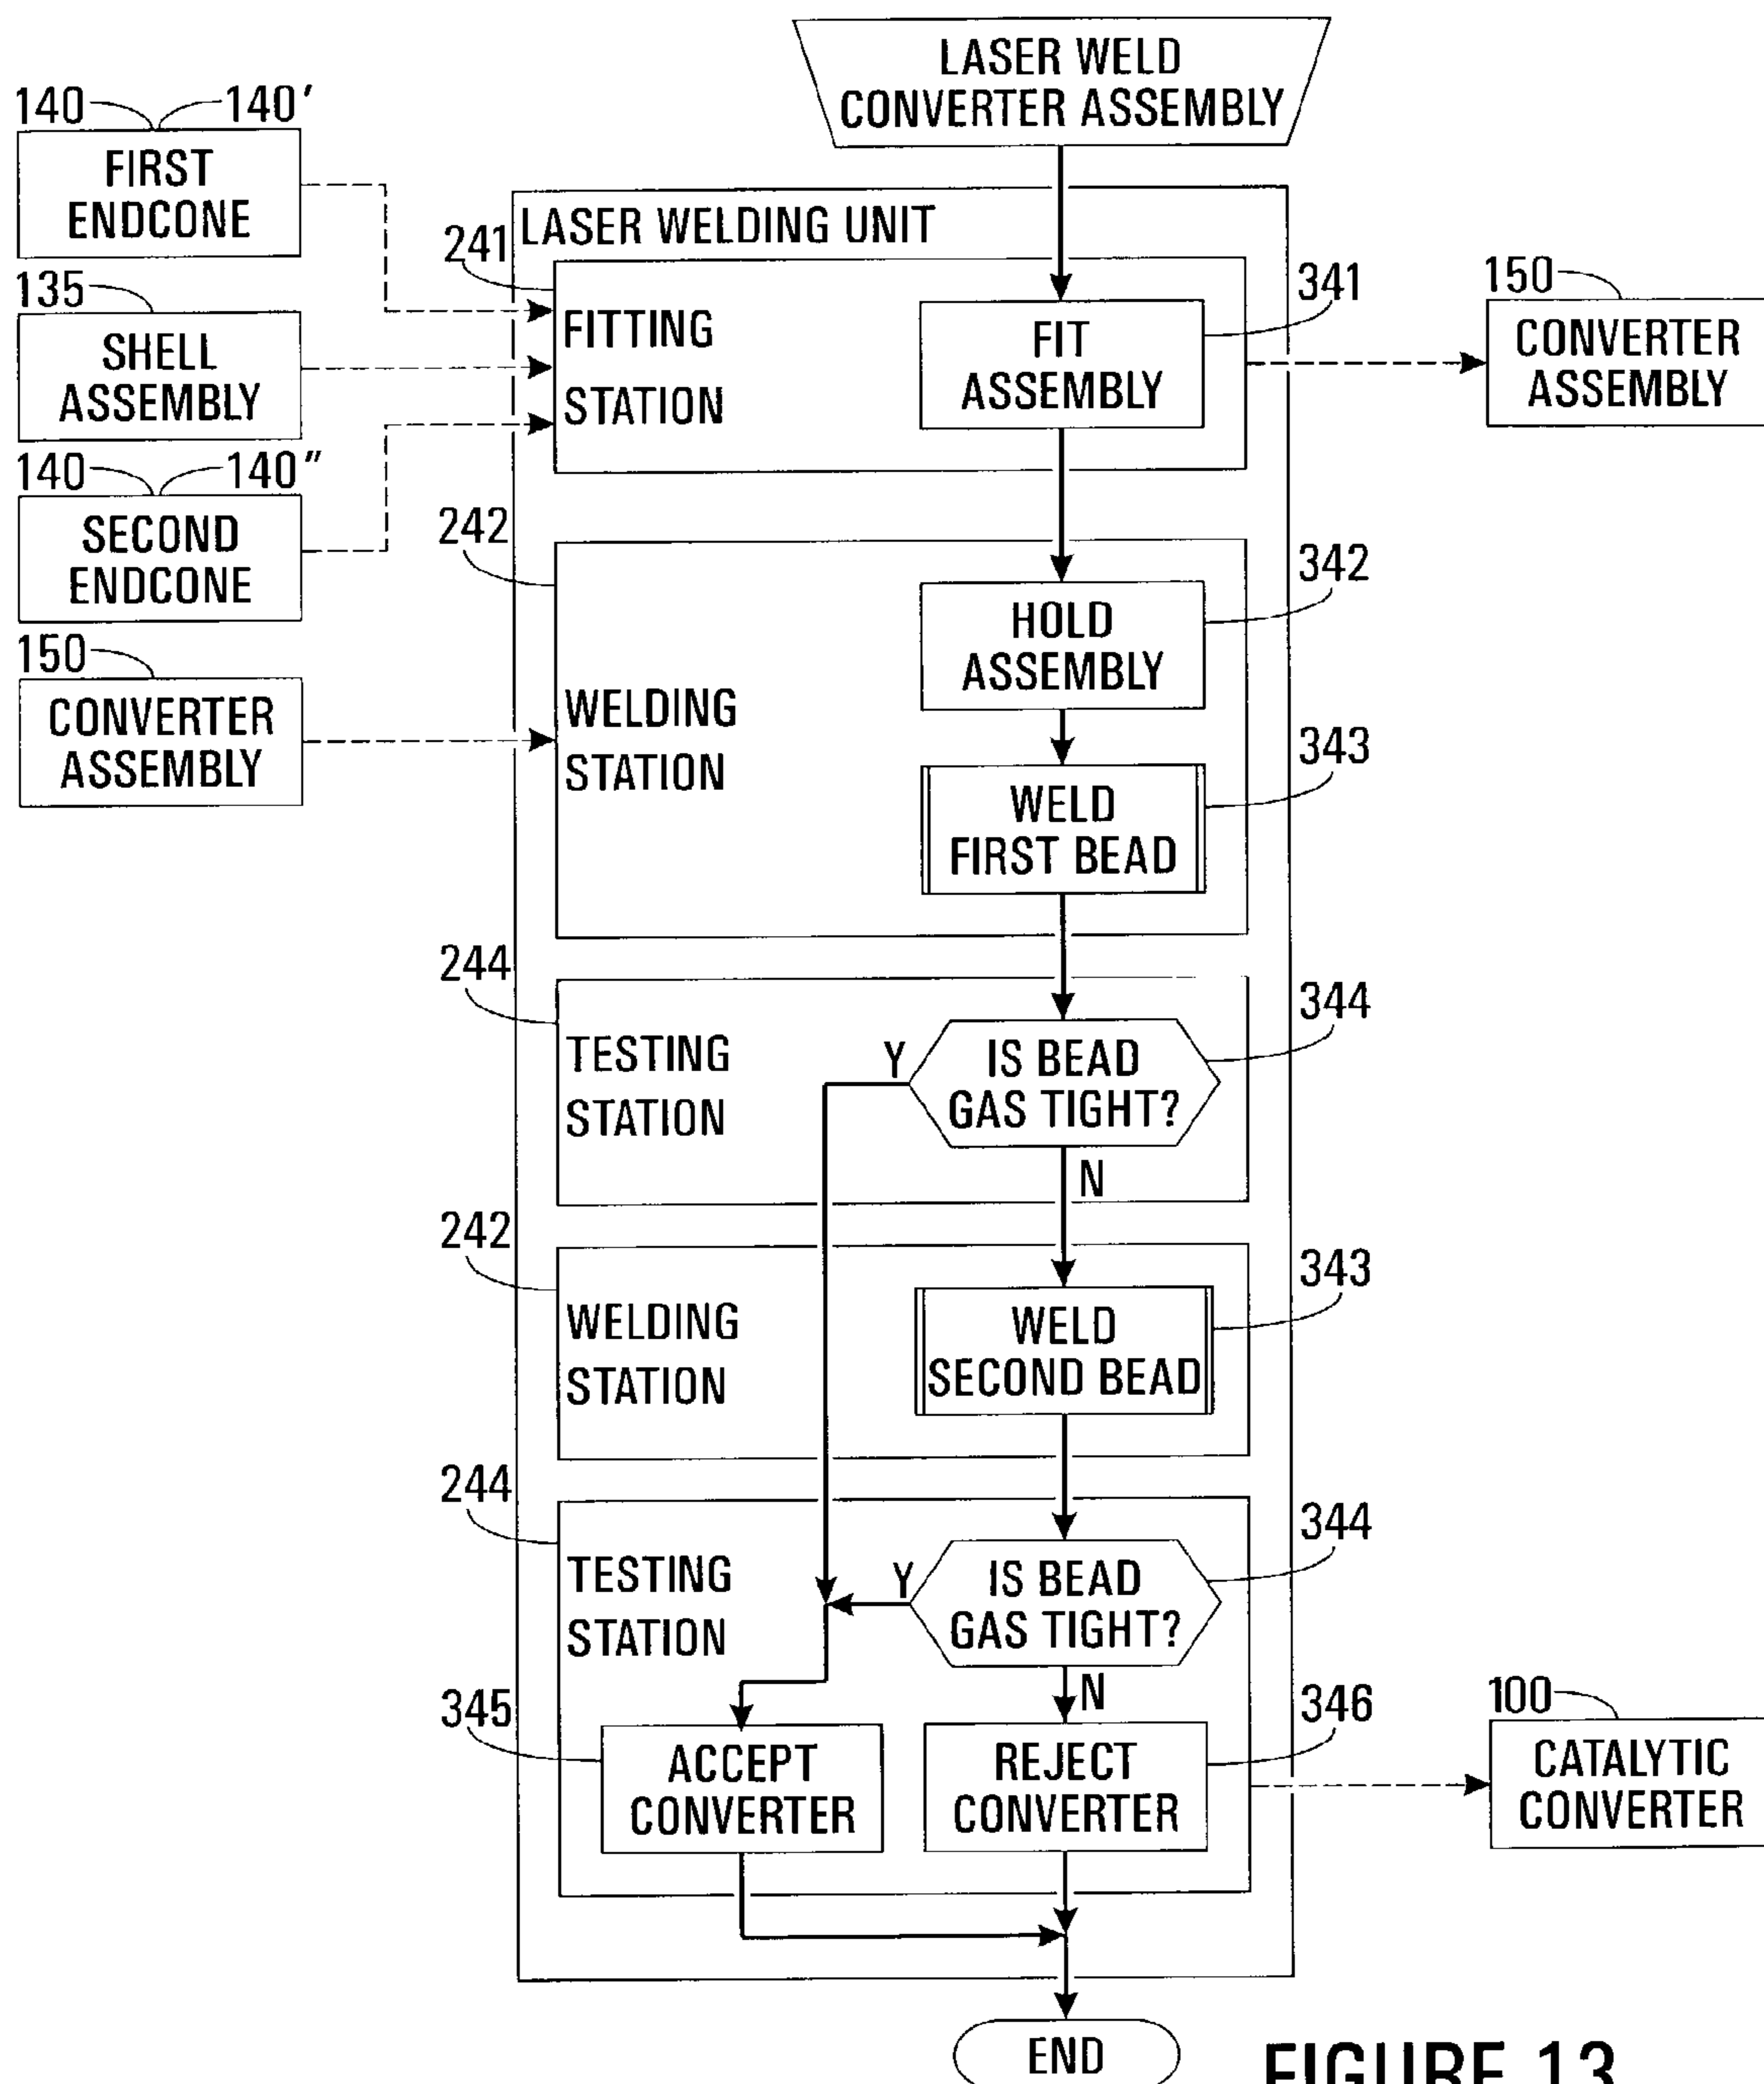 LASER WELD
CONVERTER ASSEMBLY
140 140'
FIRST
ENDCONE
135
SHELL
ASSEMBLY
140 140"
SECOND
ENDCONE
150
CONVERTER
ASSEMBLY
LASER WELDING UNIT
241
FITTING
STATION
341
FIT
ASSEMBLY
150
CONVERTER
ASSEMBLY
242
WELDING
STATION
342
HOLD
ASSEMBLY
343
WELD
FIRST BEAD
244
TESTING
STATION
344
IS BEAD
GAS TIGHT?
Y
N
242
WELDING
STATION
343
WELD
SECOND BEAD
244
TESTING
STATION
344
IS BEAD
GAS TIGHT?
Y
N
345
ACCEPT
CONVERTER
346
REJECT
CONVERTER
100
CATALYTIC
CONVERTER
END
FIGURE 13